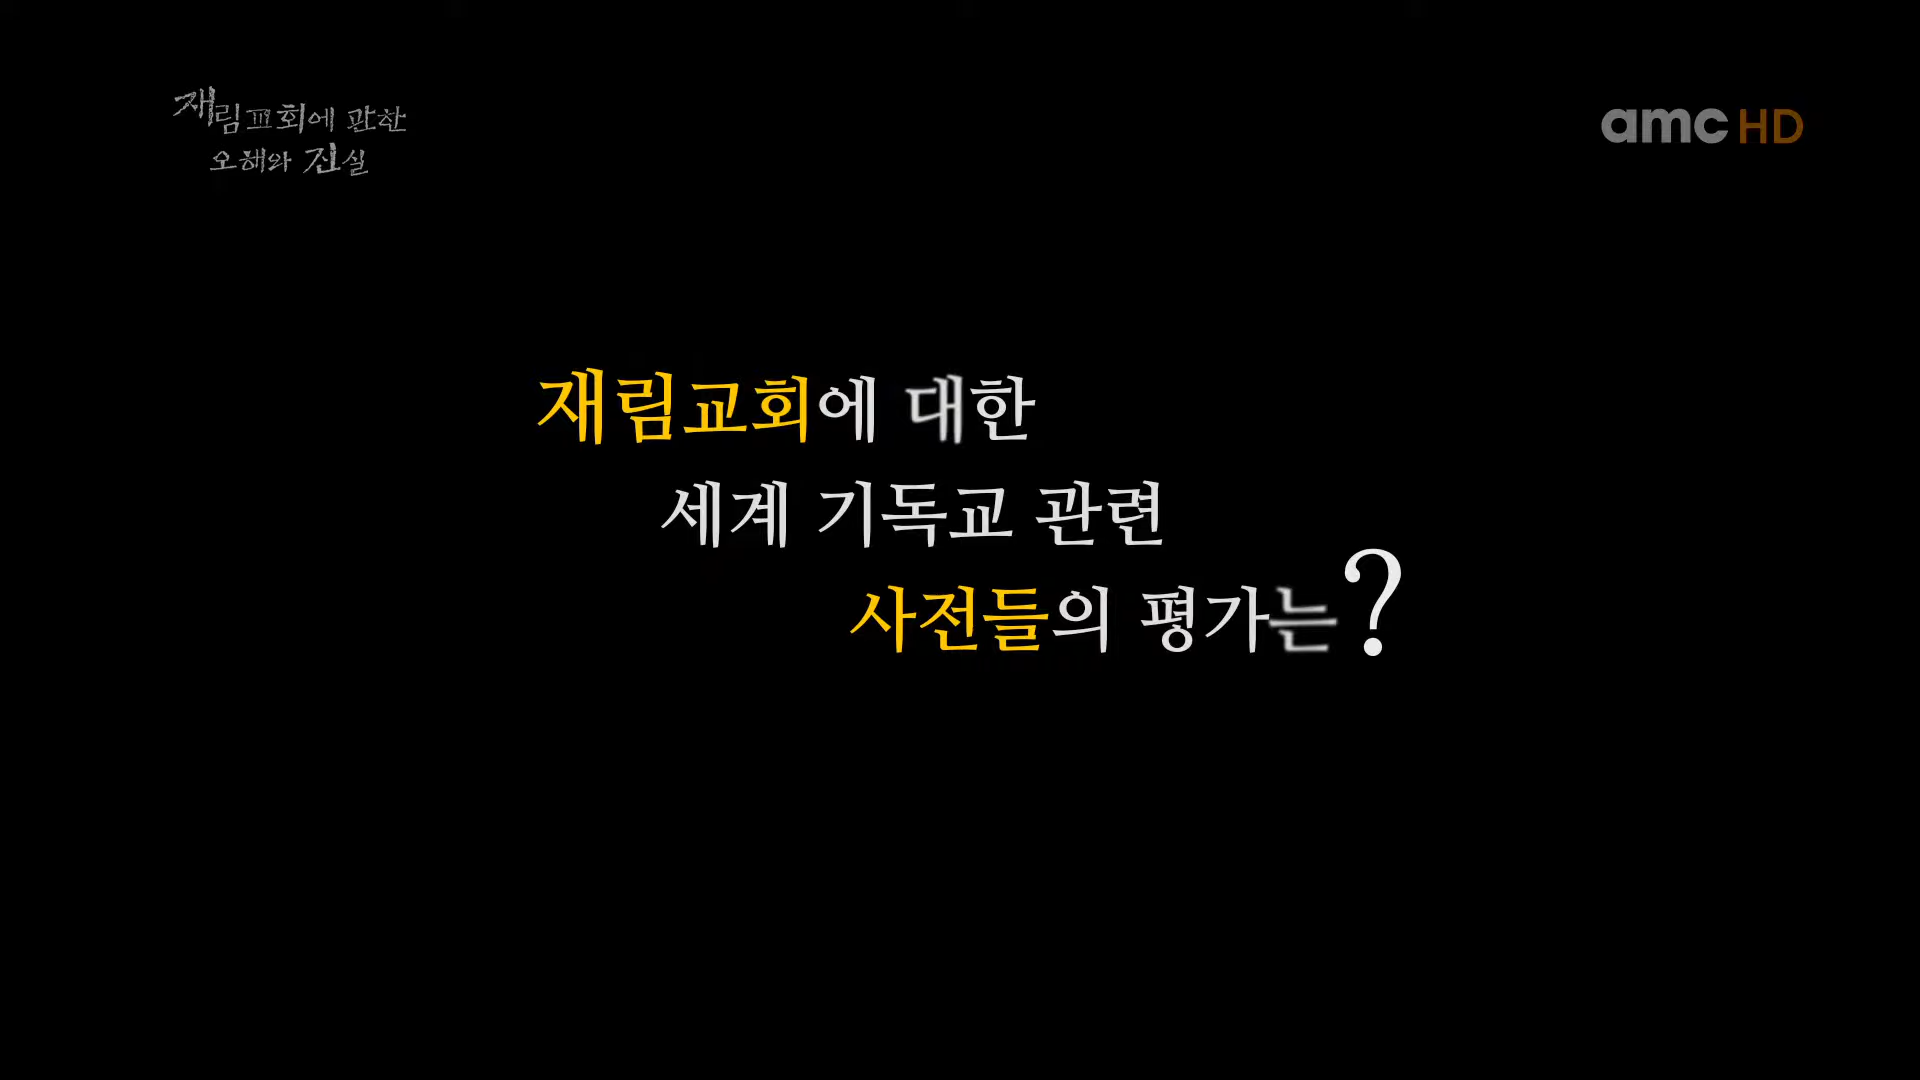 재림교회에 관한
오해와 진실
amc HD
재림교회에 대한
세계 기독교 관련
사전들의 평가는?